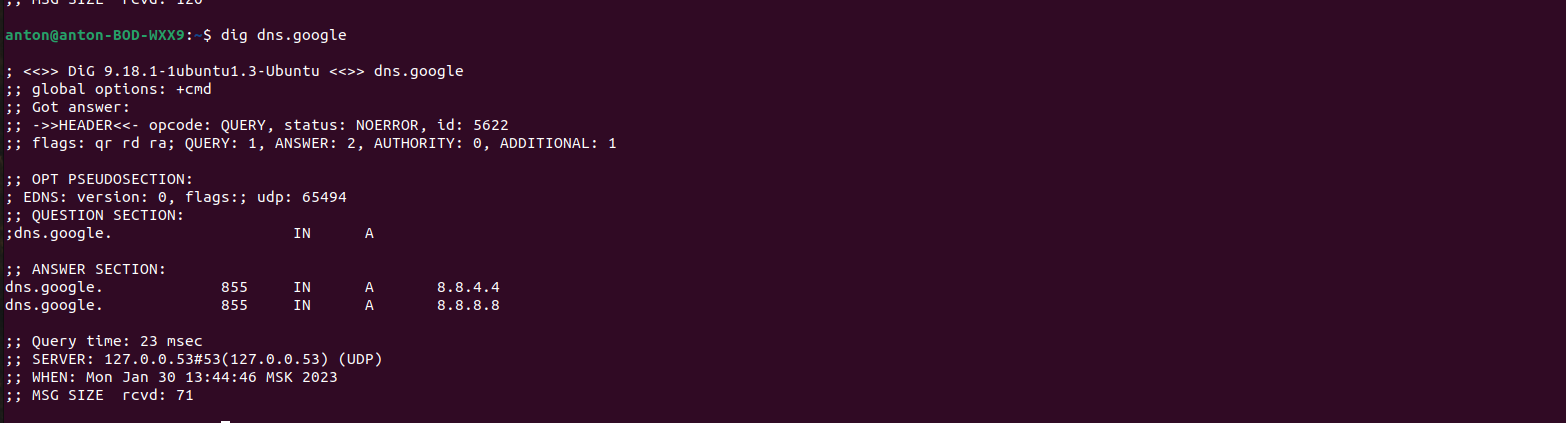 ;; MSG SIZE  rcvd: 120
anton@anton-BOD-WXX9:~$ dig dns.google
; <<>> DiG 9.18.1-1ubuntu1.3-Ubuntu <<>> dns.google
;; global options: +cmd
;; Got answer:
;; ->>HEADER<<- opcode: QUERY, status: NOERROR, id: 5622
;; flags: qr rd ra; QUERY: 1, ANSWER: 2, AUTHORITY: 0, ADDITIONAL: 1
;; OPT PSEUDOSECTION:
; EDNS: version: 0, flags:; udp: 65494
;; QUESTION SECTION:
;dns.google.                    IN      A
;; ANSWER SECTION:
dns.google.             855     IN      A       8.8.4.4
dns.google.             855     IN      A       8.8.8.8
;; Query time: 23 msec
;; SERVER: 127.0.0.53#53(127.0.0.53) (UDP)
;; WHEN: Mon Jan 30 13:44:46 MSK 2023
;; MSG SIZE  rcvd: 71